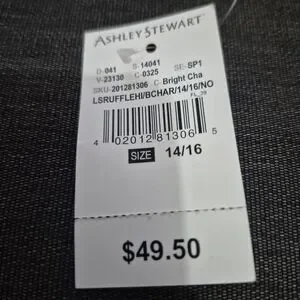 ASHLEY STEWART
D-041 S-14041
V-23130 C-0325 SE-SP1
SKU-201281306 C-Bright Cha
LSRUFFLEHI/BCHAR/14/16/NO
FL_39
4 02012 81306 5
SIZE 14/16
$49.50